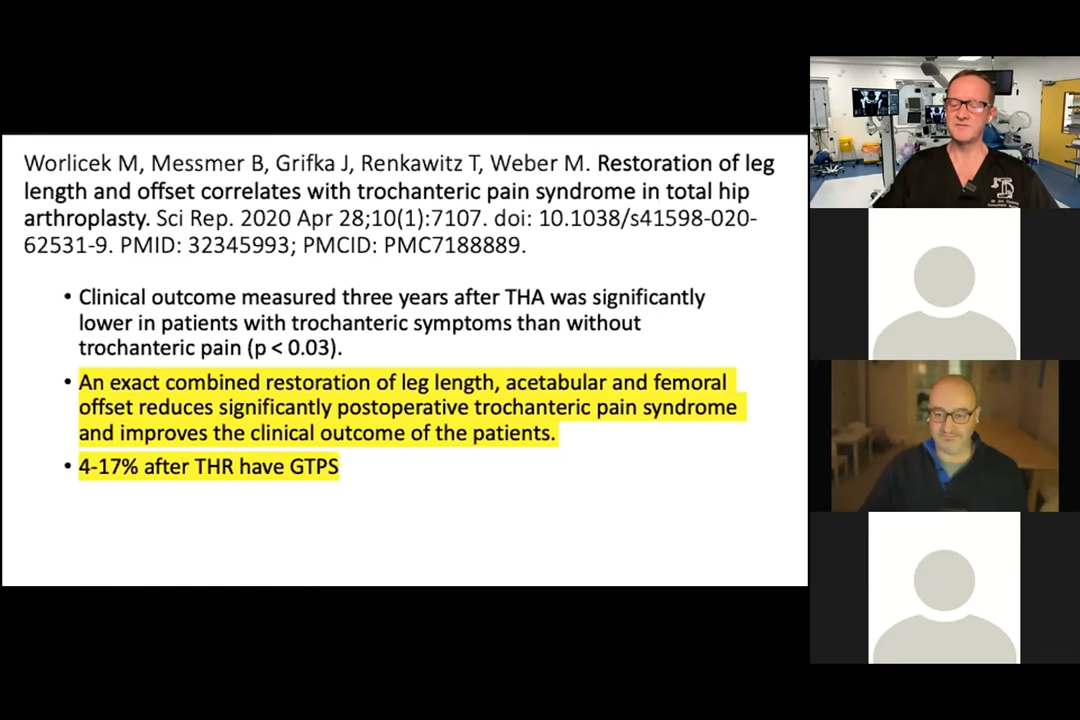 Worlicek M, Messmer B, Grifka J, Renkawitz T, Weber M. Restoration of leg
length and offset correlates with trochanteric pain syndrome in total hip
arthroplasty. Sci Rep. 2020 Apr 28;10(1):7107. doi: 10.1038/s41598-020-
62531-9. PMID: 32345993; PMCID: PMC7188889.
• Clinical outcome measured three years after THA was significantly
lower in patients with trochanteric symptoms than without
trochanteric pain (p < 0.03).
• An exact combined restoration of leg length, acetabular and femoral
offset reduces significantly postoperative trochanteric pain syndrome
and improves the clinical outcome of the patients.
• 4-17% after THR have GTPS